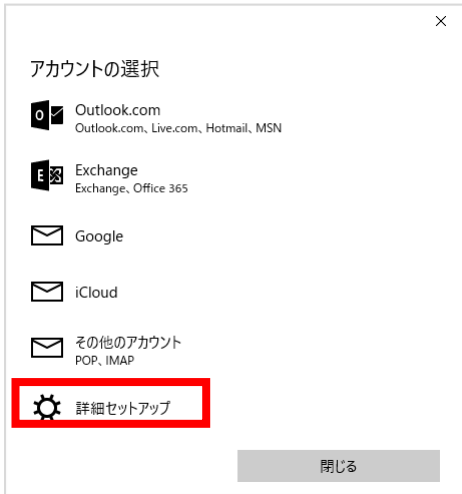 アカウントの選択
Outlook.com
Outlook.com、Live.com、Hotmail、MSN
Exchange
Exchange、Office 365
Google
iCloud
その他のアカウント
POP、IMAP
詳細セットアップ
閉じる